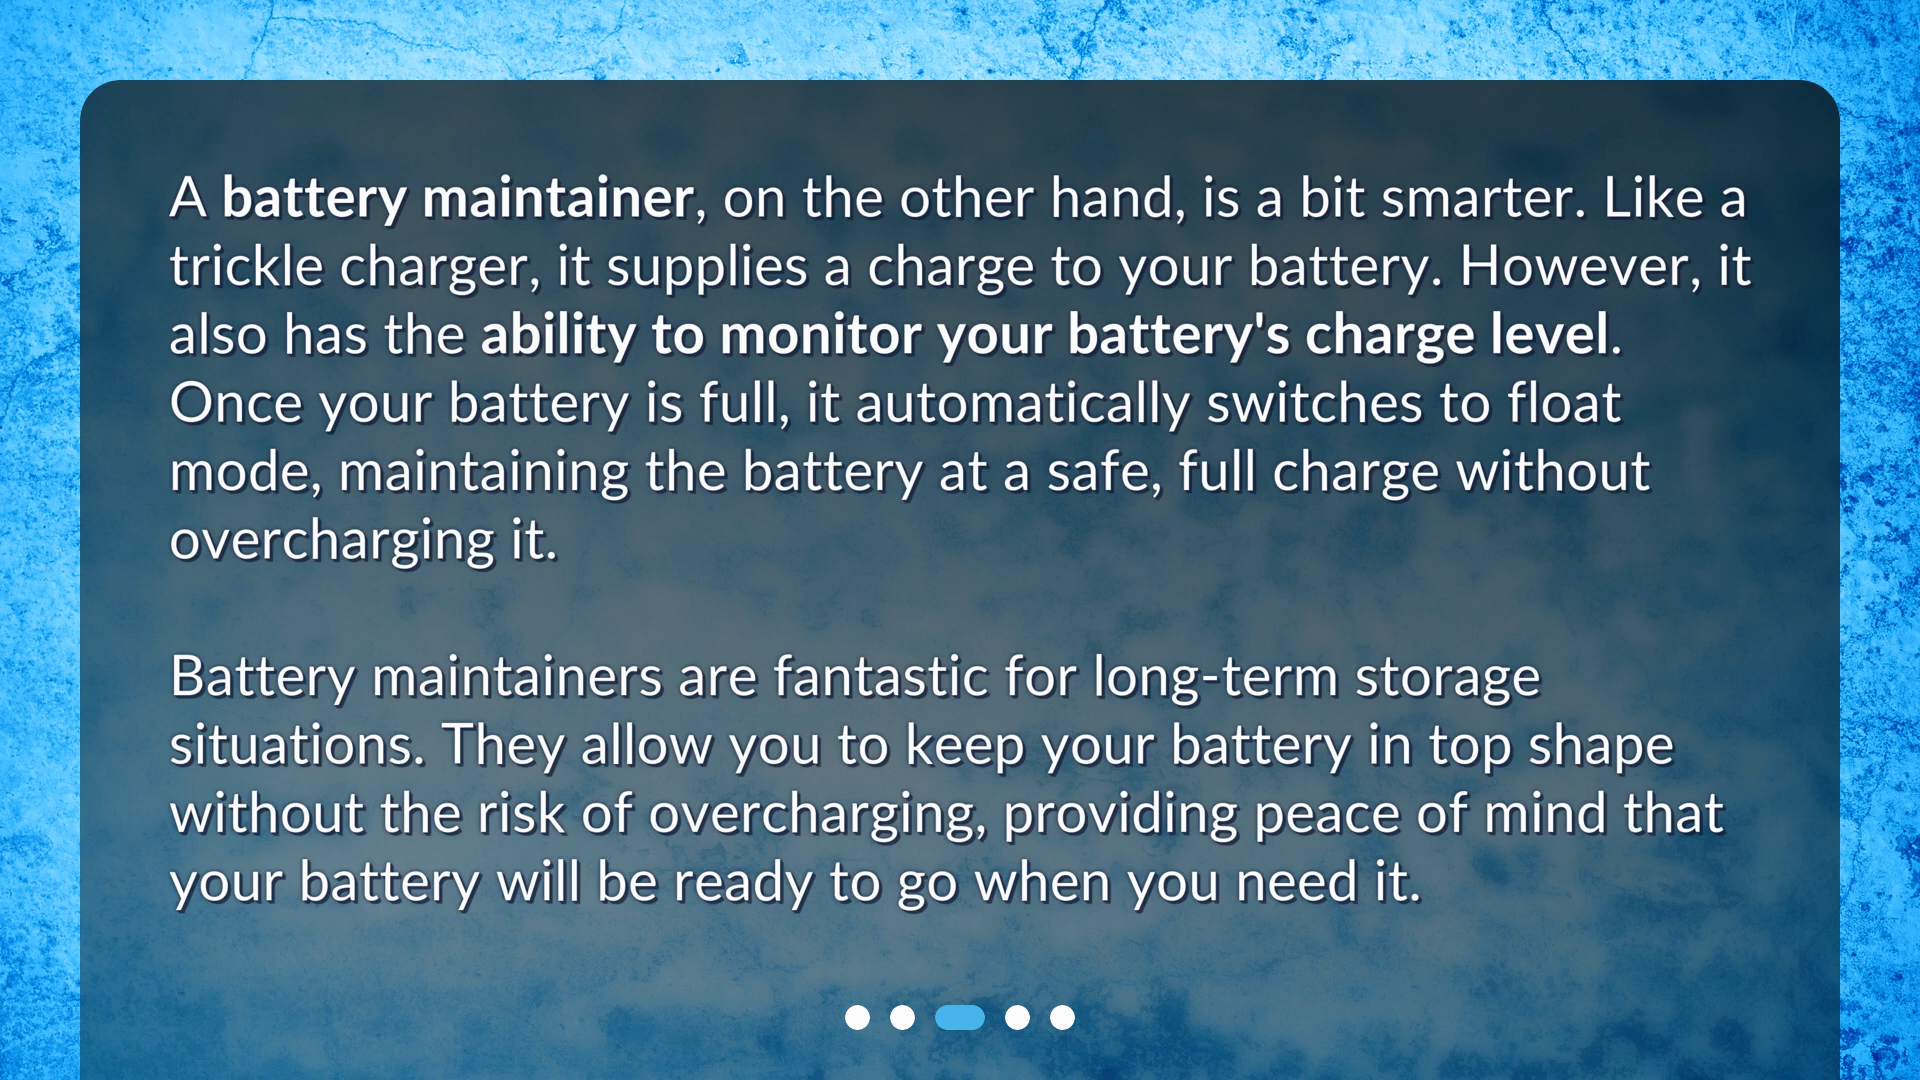 A battery maintainer, on the other hand, is a bit smarter. Like a
trickle charger, it supplies a charge to your battery. However, it
also has the ability to monitor your battery's charge level.
Once your battery is full, it automatically switches to float
mode, maintaining the battery at a safe, full charge without
overcharging it.
Battery maintainers are fantastic for long-term storage
situations. They allow you to keep your battery in top shape
without the risk of overcharging, providing peace of mind that
your battery will be ready to go when you need it.